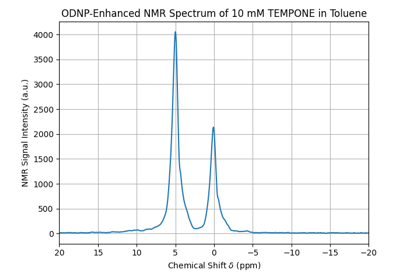 ODNP-Enhanced NMR Spectrum of 10 mM TEMPONE in Toluene
NMR Signal Intensity (a.u.)
4000
3500
3000
2500
2000
1500
1000
500
0
20 15 10 5 0 −5 −10 −15 −20
Chemical Shift δ (ppm)